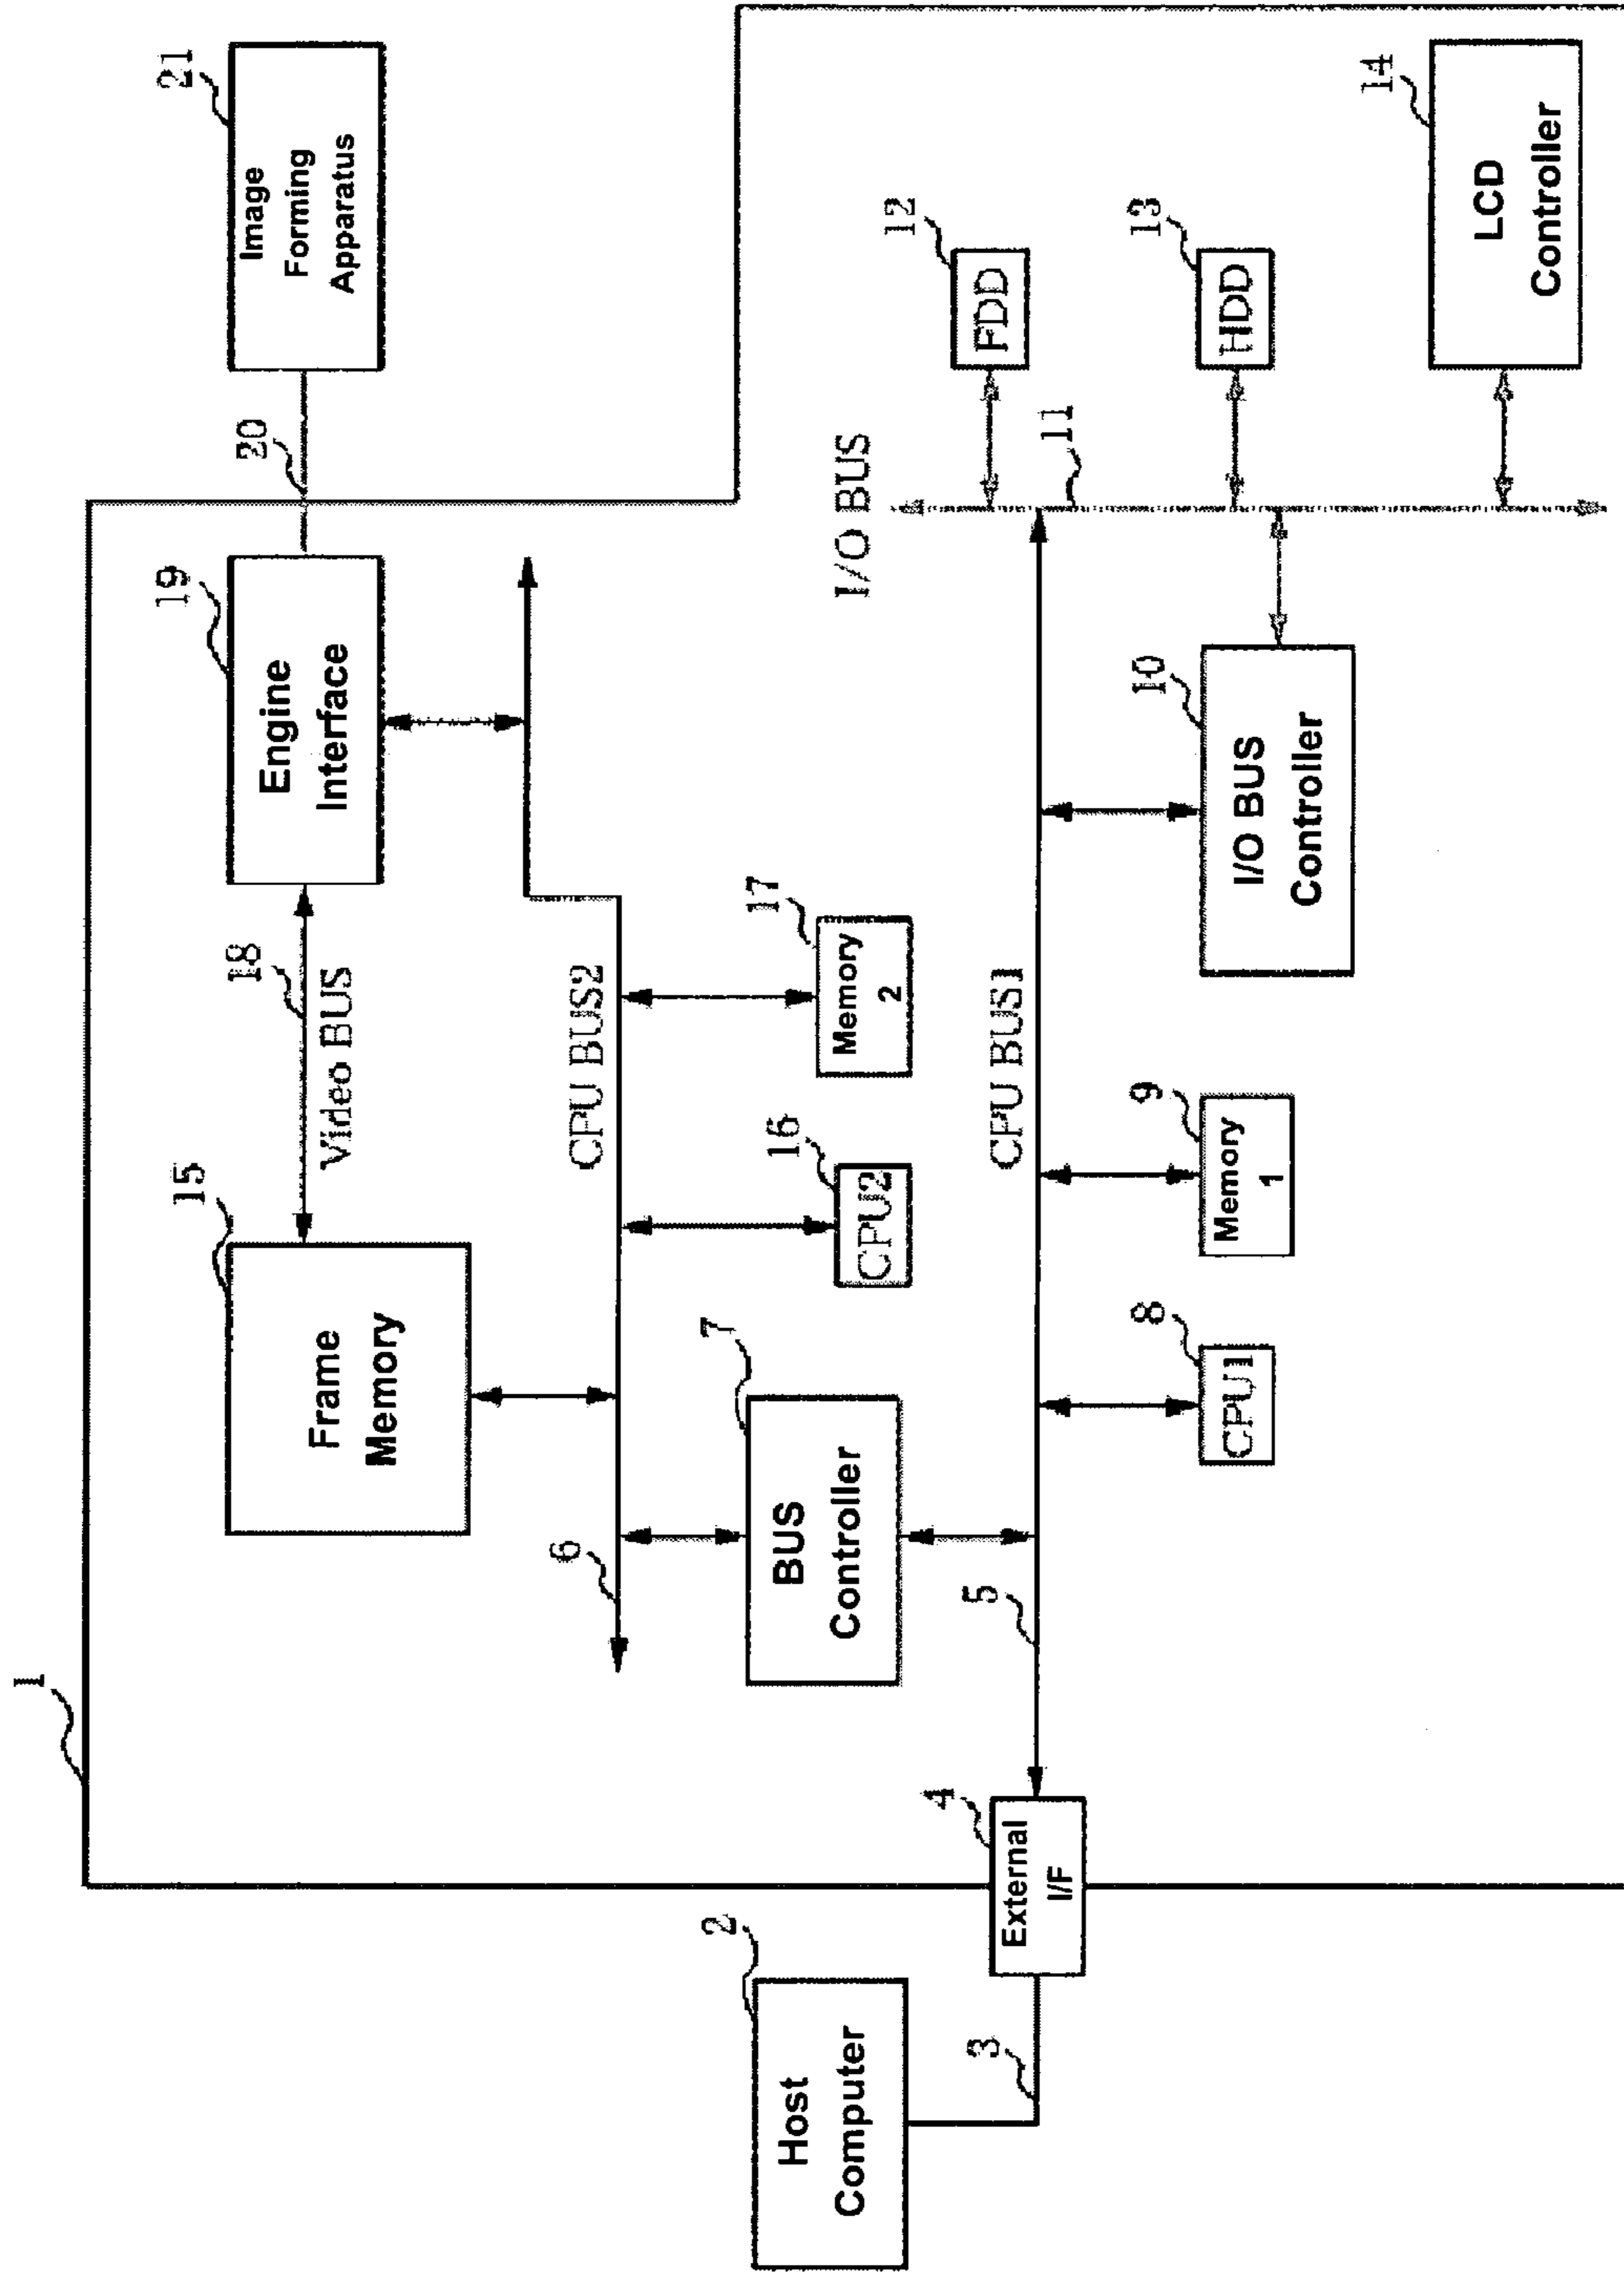 1
21
Image
Forming
Apparatus
20
19
Engine
Interface
18
Video BUS
15
Frame
Memory
CPU BUS2
6
17
Memory
2
16
CPU2
7
BUS
Controller
2
Host
Computer
3
4
External
I/F
5
CPU BUS1
I/O BUS
11
12
FDD
13
HDD
14
LCD
Controller
10
I/O BUS
Controller
9
Memory
1
8
CPU1